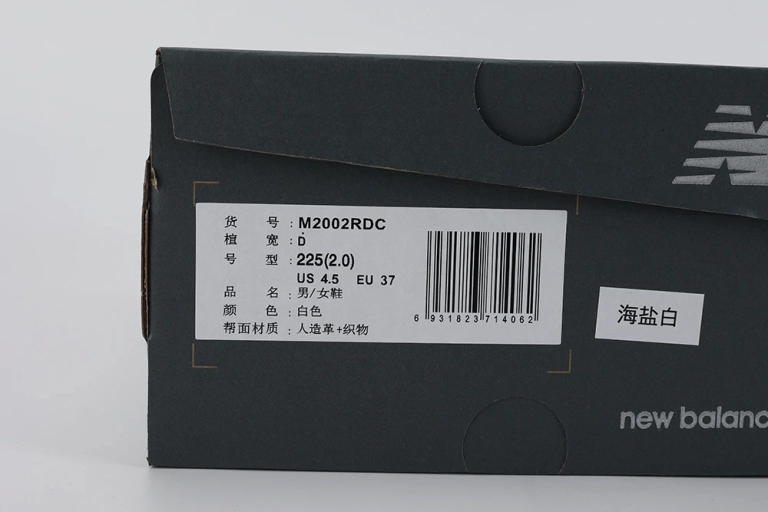 货 号 : M2002RDC
楦 宽 : D
号 型 : 225(2.0)
US 4.5 EU 37
品 名 : 男/女鞋
颜 色 : 白色
帮面材质 : 人造革+织物
6 931823 714062
海盐白
N
new balanc